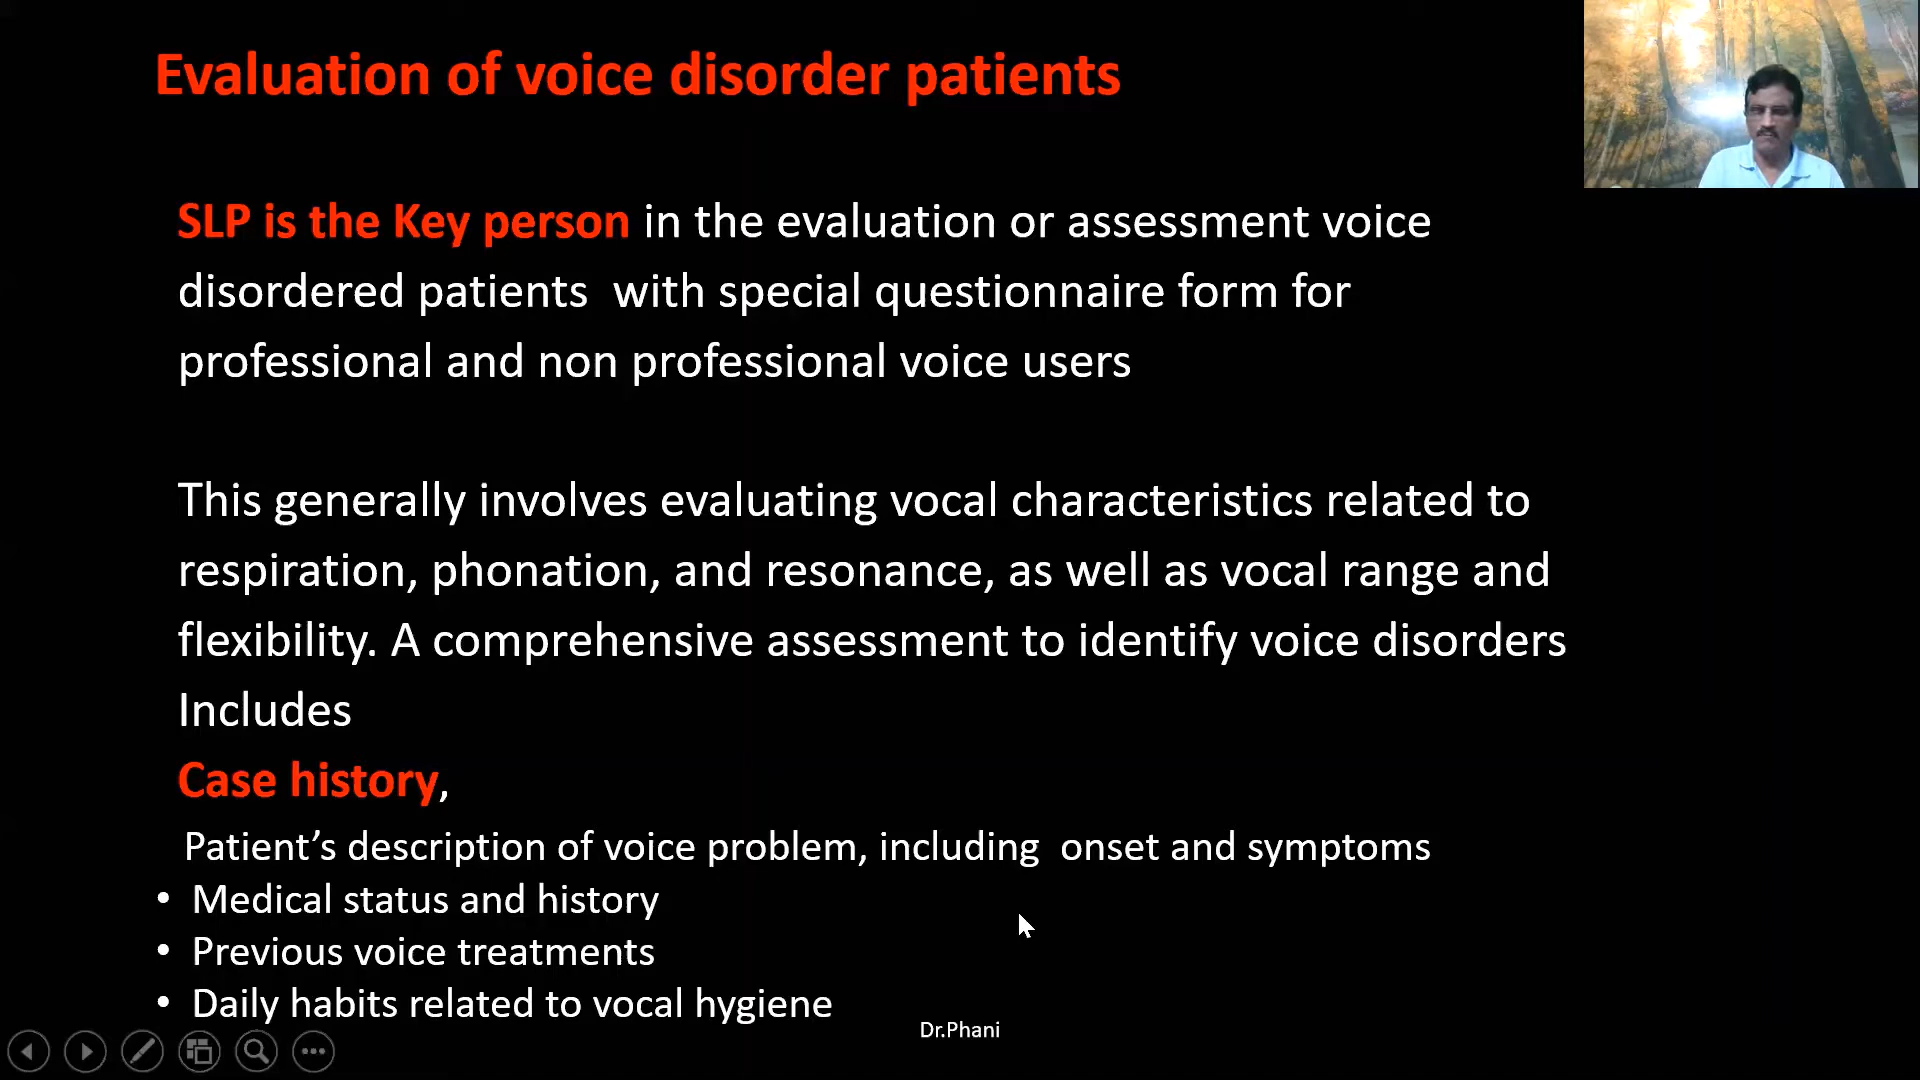 Evaluation of voice disorder patients
SLP is the Key person in the evaluation or assessment voice
disordered patients  with special questionnaire form for
professional and non professional voice users
This generally involves evaluating vocal characteristics related to
respiration, phonation, and resonance, as well as vocal range and
flexibility. A comprehensive assessment to identify voice disorders
Includes
Case history,
Patient’s description of voice problem, including  onset and symptoms
• Medical status and history
• Previous voice treatments
• Daily habits related to vocal hygiene
Dr.Phani